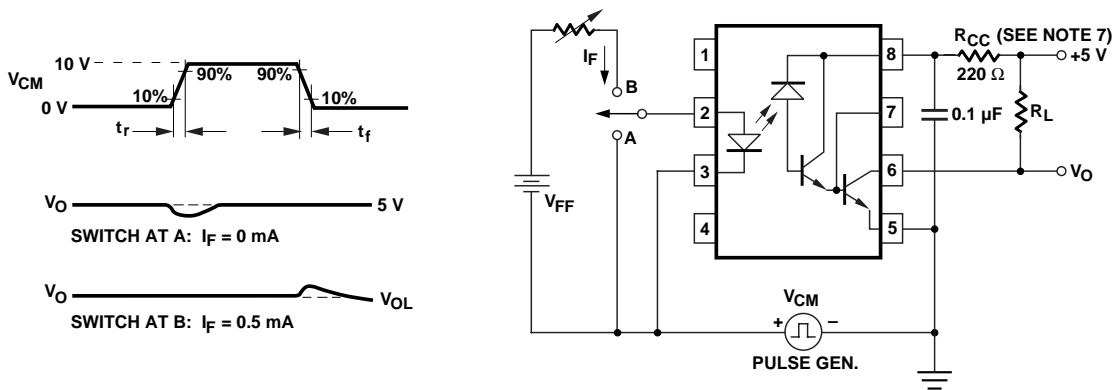 V_CM
10 V
90%
90%
10%
10%
0 V
t_r
t_f
V_O
5 V
SWITCH AT A: I_F = 0 mA
V_O
V_OL
SWITCH AT B: I_F = 0.5 mA
I_F
B
A
V_FF
1
2
3
4
8
7
6
5
R_CC (SEE NOTE 7)
+5 V
220 Ω
0.1 µF
R_L
V_O
V_CM
+
–
PULSE GEN.